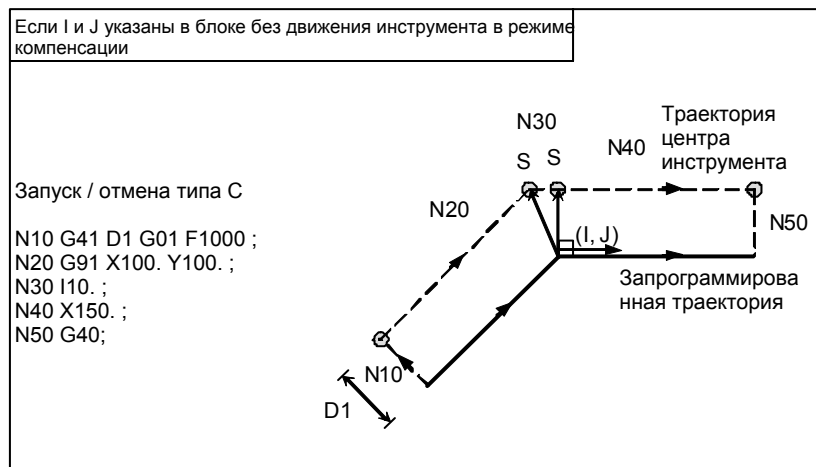 Если I и J указаны в блоке без движения инструмента в режиме
компенсации
N30
Траектория
центра
инструмента
S
S
N40
Запуск / отмена типа C
N20
N50
(I, J)
N10 G41 D1 G01 F1000 ;
N20 G91 X100. Y100. ;
N30 I10. ;
N40 X150. ;
N50 G40;
Запрограммирова
нная траектория
N10
D1